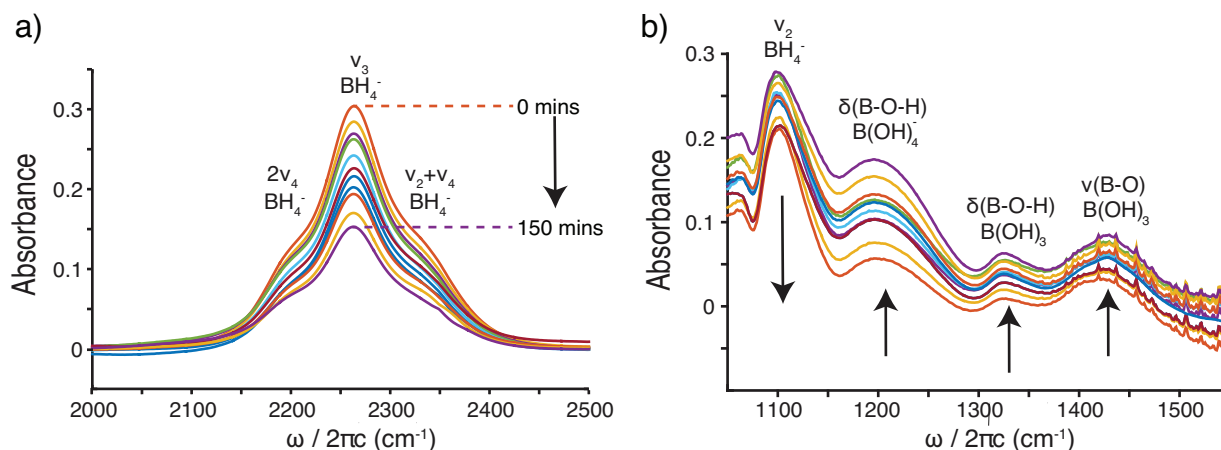 a)
ν₃
BH₄⁻
0 mins
2ν₄
BH₄⁻
ν₂+ν₄
BH₄⁻
150 mins
0.3
0.2
0.1
0
Absorbance
2000 2100 2200 2300 2400 2500
ω / 2πc (cm⁻¹)
b)
ν₂
BH₄⁻
δ(B-O-H)
B(OH)₄⁻
δ(B-O-H)
B(OH)₃
ν(B-O)
B(OH)₃
0.3
0.2
0.1
0
Absorbance
1100 1200 1300 1400 1500
ω / 2πc (cm⁻¹)